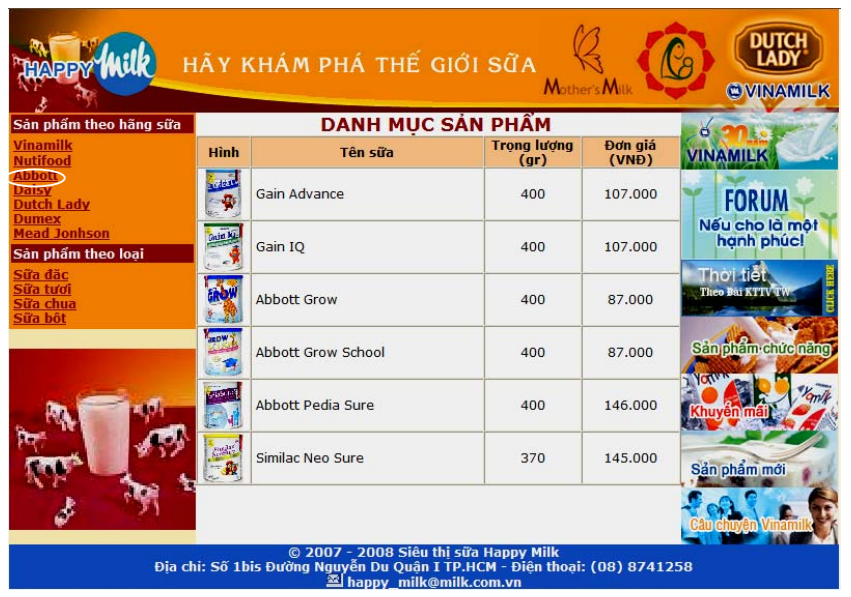 HAPPY Milk
HÃY KHÁM PHÁ THẾ GIỚI SỮA
Mother's Milk
DUTCH
LADY
VINAMILK
Sản phẩm theo hãng sữa
Vinamilk
Nutifood
Abbott
Daisy
Dutch Lady
Dumex
Mead Jonhson
Sản phẩm theo loại
Sữa đặc
Sữa tươi
Sữa chua
Sữa bột
DANH MỤC SẢN PHẨM
Hình Tên sữa Trọng lượng (gr) Đơn giá (VNĐ)
Gain Advance 400 107.000
Gain IQ 400 107.000
Abbott Grow 400 87.000
Abbott Grow School 400 87.000
Abbott Pedia Sure 400 146.000
Similac Neo Sure 370 145.000
30 năm
VINAMILK
FORUM
Nếu cho là một
hạnh phúc!
Thời tiết
Theo Đài KTTV TW
CLICK HERE
Sản phẩm chức năng
Khuyến mãi
Sản phẩm mới
Câu chuyện Vinamilk
© 2007 - 2008 Siêu thị sữa Happy Milk
Địa chỉ: Số 1bis Đường Nguyễn Du Quận I TP.HCM - Điện thoại: (08) 8741258
happy_milk@milk.com.vn